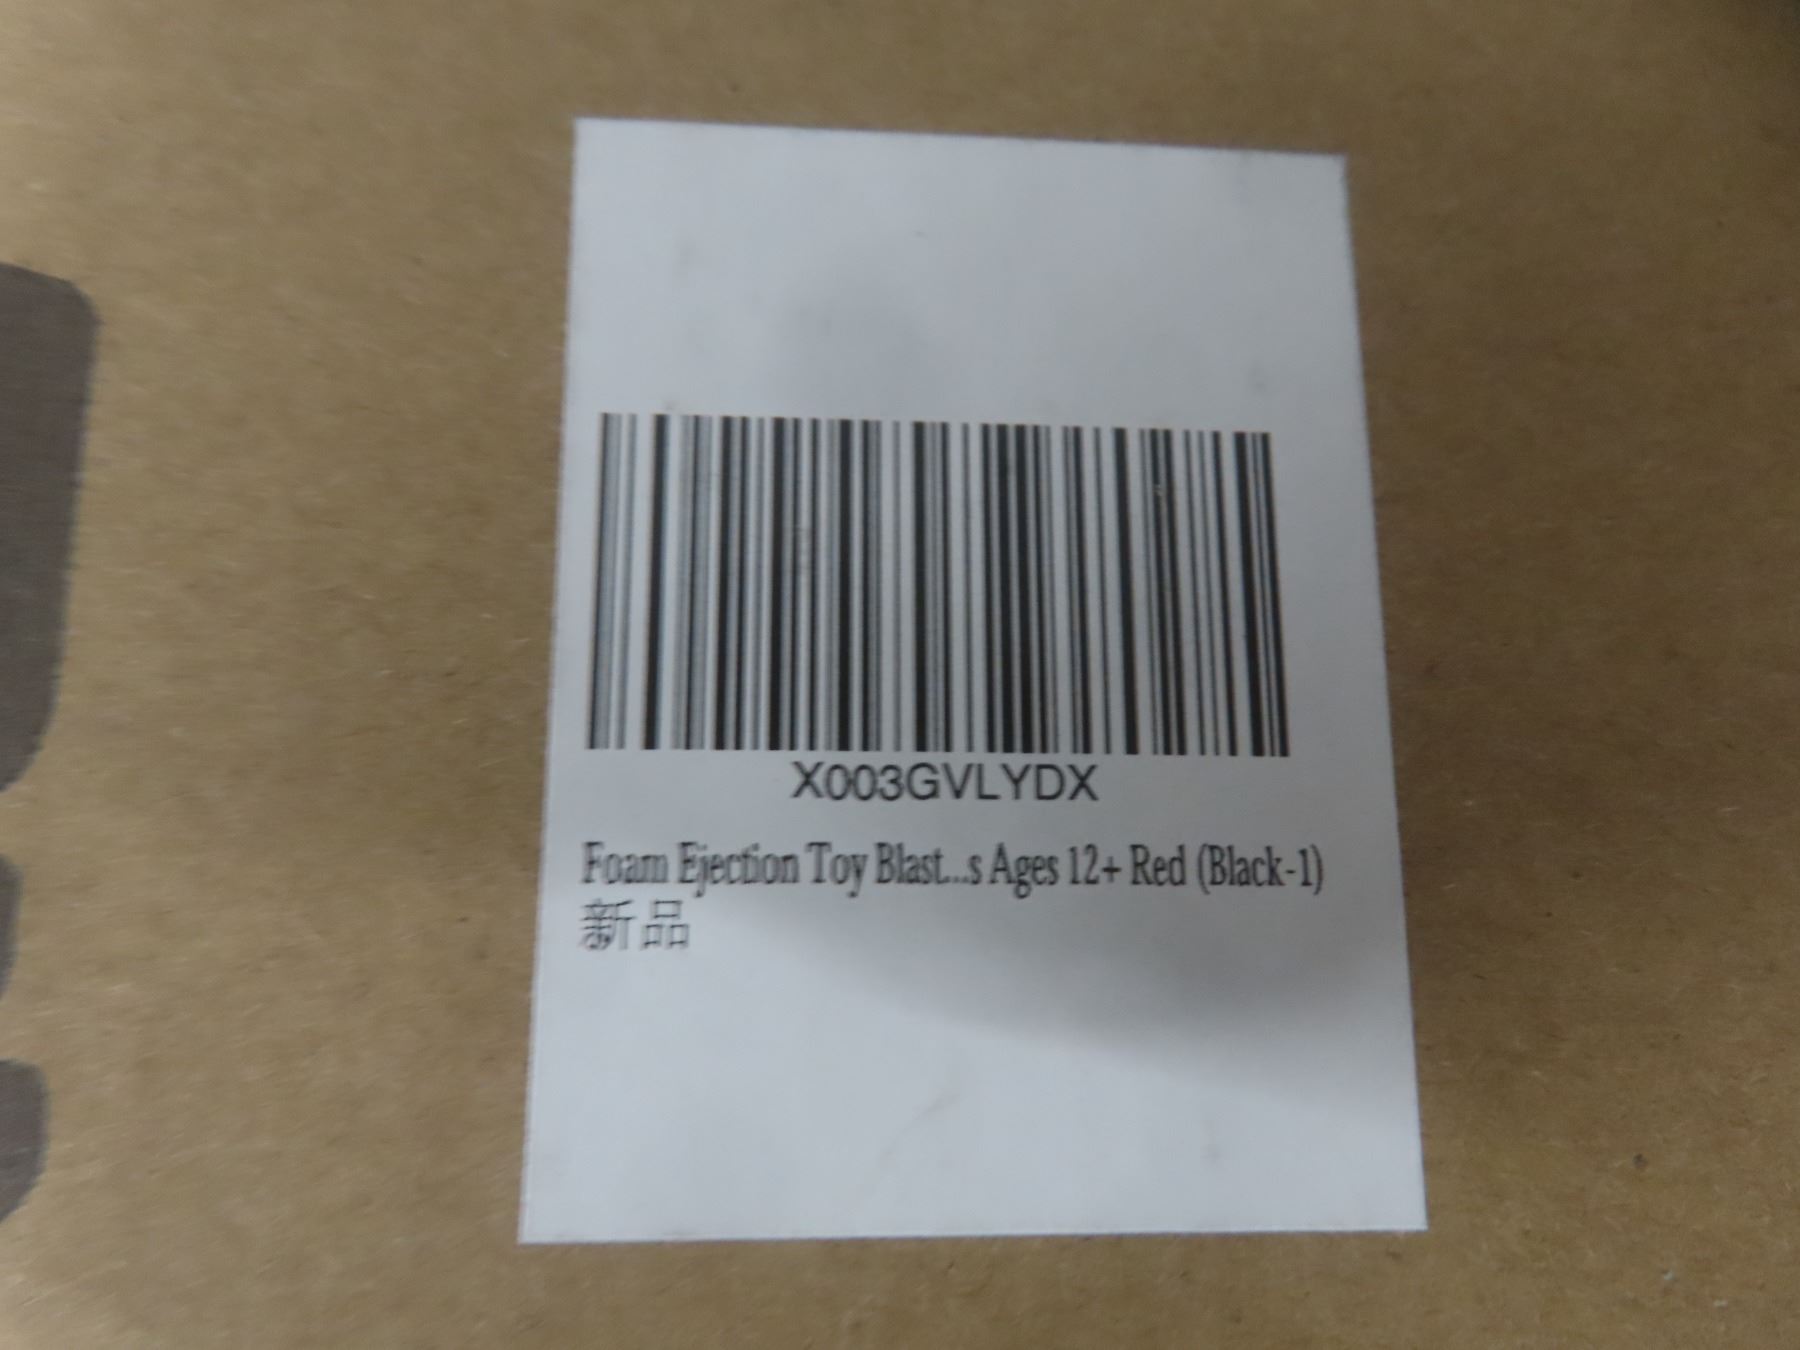 X003GVLYDX
Foam Ejection Toy Blast...s Ages 12+ Red (Black-1)
新品